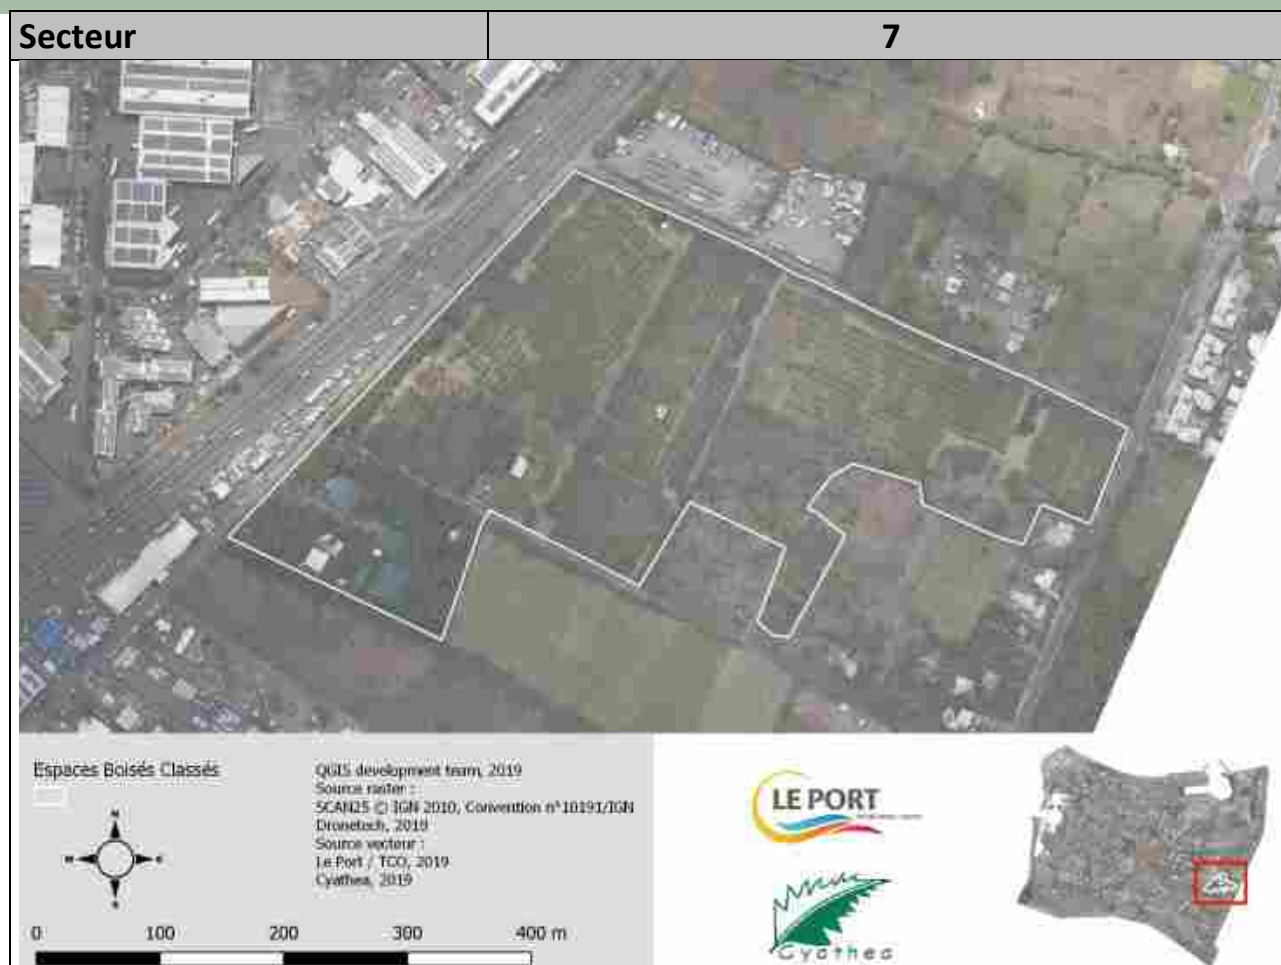 Secteur 7
Espaces Boisés Classés
QGIS development team, 2019
Source raster :
SCAN25 © IGN 2010, Convention n°10191/IGN
Dronetech, 2019
Source vecteur :
Le Port / TCO, 2019
Cyathea, 2019
N
0 100 200 300 400 m
LE PORT
Cyathea